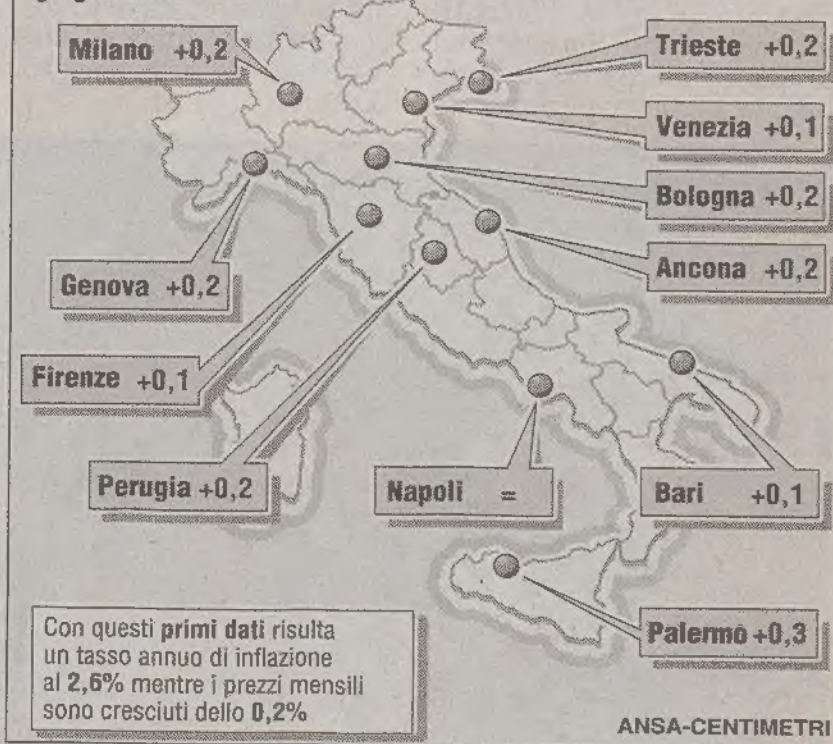 Milano +0,2
Trieste +0,2
Venezia +0,1
Bologna +0,2
Ancona +0,2
Genova +0,2
Firenze +0,1
Perugia +0,2
Napoli =
Bari +0,1
Palermo +0,3
Con questi primi dati risulta
un tasso annuo di inflazione
al 2,6% mentre i prezzi mensili
sono cresciuti dello 0,2%
ANSA-CENTIMETRI